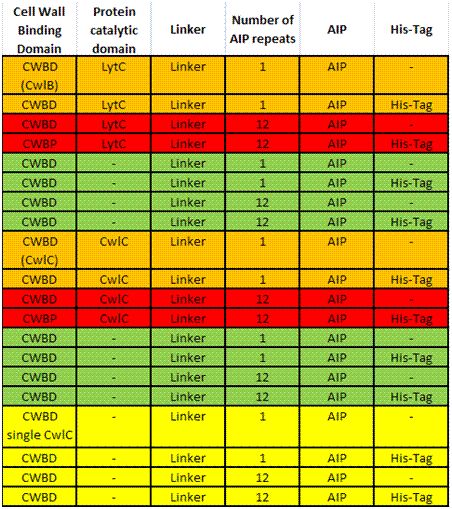 Cell Wall Binding Domain | Protein catalytic domain | Linker | Number of AIP repeats | AIP | His-Tag
CWBD (CwlB) | LytC | Linker | 1 | AIP | -
CWBD | LytC | Linker | 1 | AIP | His-Tag
CWBD | LytC | Linker | 12 | AIP | -
CWBP | LytC | Linker | 12 | AIP | His-Tag
CWBD | - | Linker | 1 | AIP | -
CWBD | - | Linker | 1 | AIP | His-Tag
CWBD | - | Linker | 12 | AIP | -
CWBD | - | Linker | 12 | AIP | His-Tag
CWBD (CwlC) | CwlC | Linker | 1 | AIP | -
CWBD | CwlC | Linker | 1 | AIP | His-Tag
CWBD | CwlC | Linker | 12 | AIP | -
CWBP | CwlC | Linker | 12 | AIP | His-Tag
CWBD | - | Linker | 1 | AIP | -
CWBD | - | Linker | 1 | AIP | His-Tag
CWBD | - | Linker | 12 | AIP | -
CWBD | - | Linker | 12 | AIP | His-Tag
CWBD single CwlC | - | Linker | 1 | AIP | -
CWBD | - | Linker | 1 | AIP | His-Tag
CWBD | - | Linker | 12 | AIP | -
CWBD | - | Linker | 12 | AIP | His-Tag